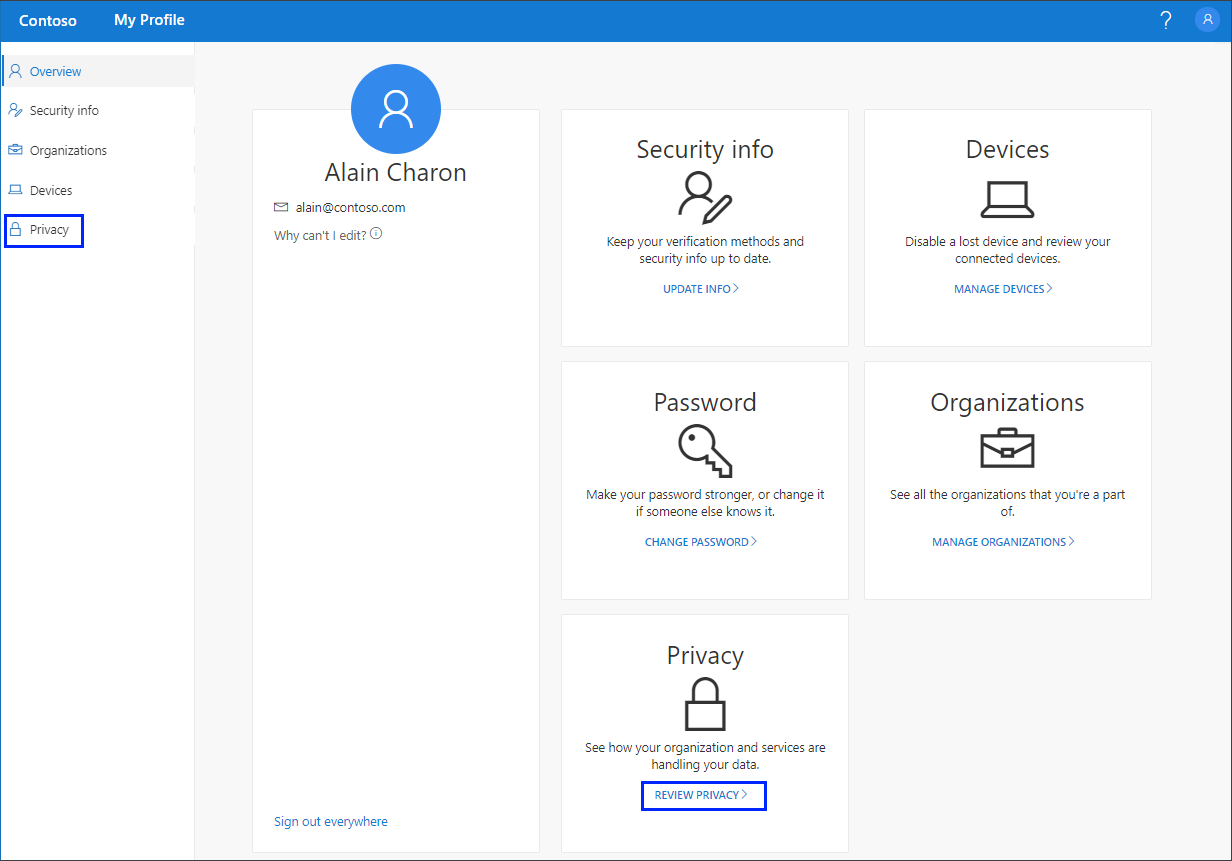 Contoso
My Profile
?
Overview
Security info
Organizations
Devices
Privacy
Alain Charon
alain@contoso.com
Why can't I edit?
Sign out everywhere
Security info
Keep your verification methods and
security info up to date.
UPDATE INFO
Devices
Disable a lost device and review your
connected devices.
MANAGE DEVICES
Password
Make your password stronger, or change it
if someone else knows it.
CHANGE PASSWORD
Organizations
See all the organizations that you're a part
of.
MANAGE ORGANIZATIONS
Privacy
See how your organization and services are
handling your data.
REVIEW PRIVACY